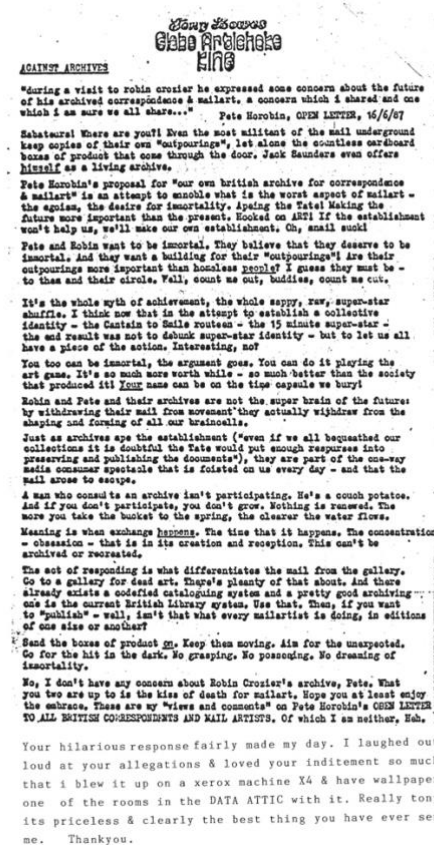 Tony Lowes
Ebbo Artichoke
King
AGAINST ARCHIVES
"during a visit to robin crozier he expressed some concern about the future
of his archived correspondence & mailart. a concern which i shared and one
which i am sure we all share..."
Pete Horobin, OPEN LETTER, 16/6/87
Sabateurs! Where are you?! Even the most militant of the mail underground
keep copies of their own "outpourings", let alone the countless cardboard
boxes of product that come through the door. Jack Saunders even offers
himself as a living archive.
Pete Horobin's proposal for "our own british archive for correspondence
& mailart" is an attempt to ennoble what is the worst aspect of mailart -
the egoism, the desire for immortality. Apeing the Tate! Making the
future more important than the present. Hooked on ART! If the establishment
won't help us, we'll make our own establishment. Oh, snail suck!
Pete and Robin want to be immortal. They believe that they deserve to be
immortal. And they want a building for their "outpourings"! Are their
outpourings more important than homeless people? I guess they must be -
to them and their circle. Well, count me out, buddies, count me out.
It's the whole myth of achievement, the whole sappy, raw, super-star
shuffle. I think now that in the attempt to establish a collective
identity - the Cantsin to Smile routeen - the 15 minute super-star -
the end result was not to debunk super-star identity - but to let us all
have a piece of the action. Interesting, no?
You too can be immortal, the argument goes. You can do it playing the
art game. It's so much more worth while - so much better than the society
that produced it! Your name can be on the time capsule we bury!
Robin and Pete and their archives are not the super brain of the future:
by withdrawing their mail from movement they actually wihdraw from the
shaping and forming of all our braincells.
Just as archives ape the establishment ("even if we all bequeathed our
collections it is doubtful the Tate would put enough respurses into
preserving and publishing the documents"), they are part of the one-way
media consumer spectacle that is foisted on us every day - and that the
mail arose to escape.
A man who consults an archive isn't participating. He's a couch potatoe.
And if you don't participate, you don't grow. Nothing is renewed. The
more you take the bucket to the spring, the clearer the water flows.
Meaning is when exchange happens. The time that it happens. The concentration
- obsession - that is in its creation and reception. This can't be
archived or recreated.
The act of responding is what differentiates the mail from the gallery.
Go to a gallery for dead art. There's pleanty of that about. And there
already exists a codefied cataloguing system and a pretty good archiving
one is the current British Library system. Use that. Then, if you want
to "publish" - well, isn't that what every mailartist is doing, in editions
of one size or another?
Send the boxes of product on. Keep them moving. Aim for the unexpected.
Go for the hit in the dark. No grasping. No possessing. No dreaming of
immortality.
No, I don't have any concern about Robin Crozier's archive, Pete. What
you two are up to is the kiss of death for mailart. Hope you at least enjoy
the embrace. These are my "views and comments" on Pete Horobin's OPEN LETTER
TO ALL BRITISH CORRESPONDENTS AND MAIL ARTISTS. Of which I am neither. Heh.
Your hilarious response fairly made my day. I laughed out
loud at your allegations & loved your inditement so much
that i blew it up on a xerox machine X4 & have wallpape
one of the rooms in the DATA ATTIC with it. Really ton
its priceless & clearly the best thing you have ever se
me. Thankyou.